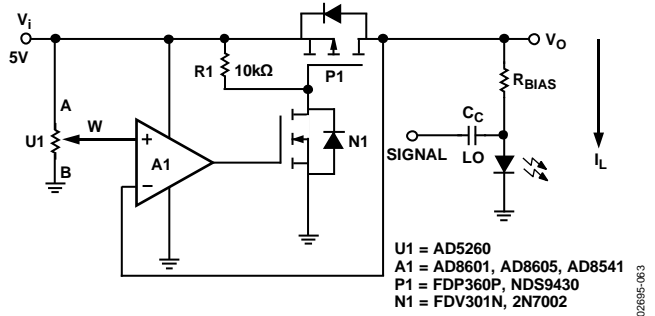 Vi
5V
R1
10kΩ
P1
VO
RBIAS
A
U1
W
B
+
−
A1
N1
CC
SIGNAL
LO
IL
U1 = AD5260
A1 = AD8601, AD8605, AD8541
P1 = FDP360P, NDS9430
N1 = FDV301N, 2N7002
02695-063